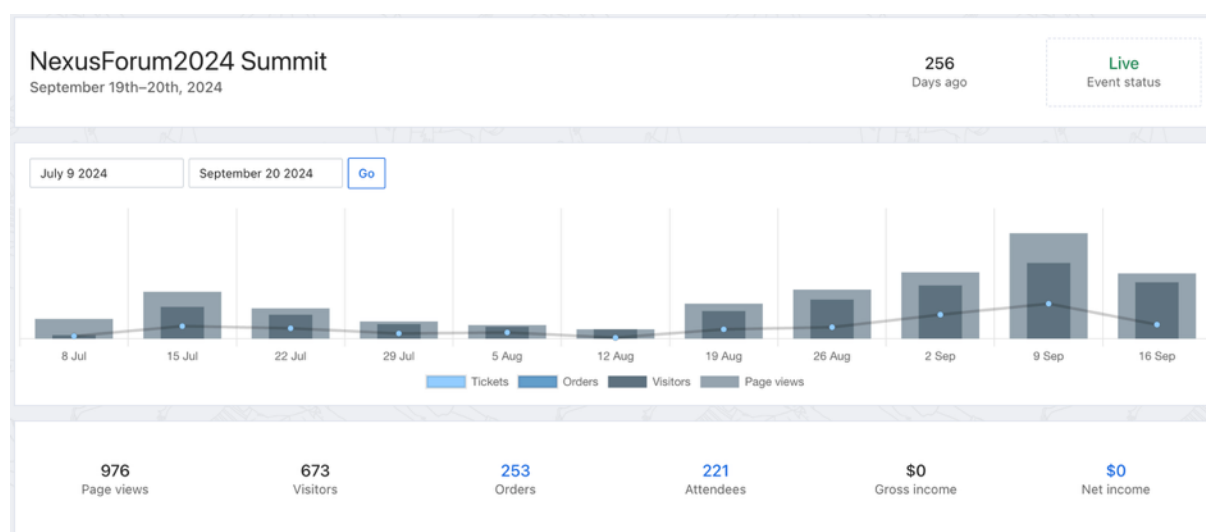 NexusForum2024 Summit
September 19th–20th, 2024
256
Days ago
Live
Event status
July 9 2024
September 20 2024
Go
8 Jul 15 Jul 22 Jul 29 Jul 5 Aug 12 Aug 19 Aug 26 Aug 2 Sep 9 Sep 16 Sep
Tickets Orders Visitors Page views
976
Page views
673
Visitors
253
Orders
221
Attendees
$0
Gross income
$0
Net income